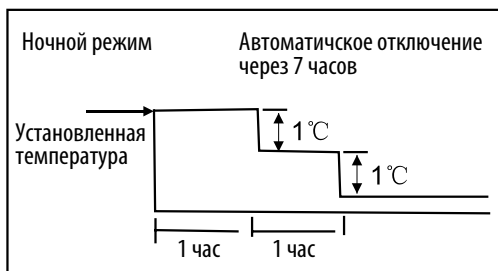 Ночной режим
Автоматичское отключение
через 7 часов
Установленная
температура
1℃
1℃
1 час
1 час